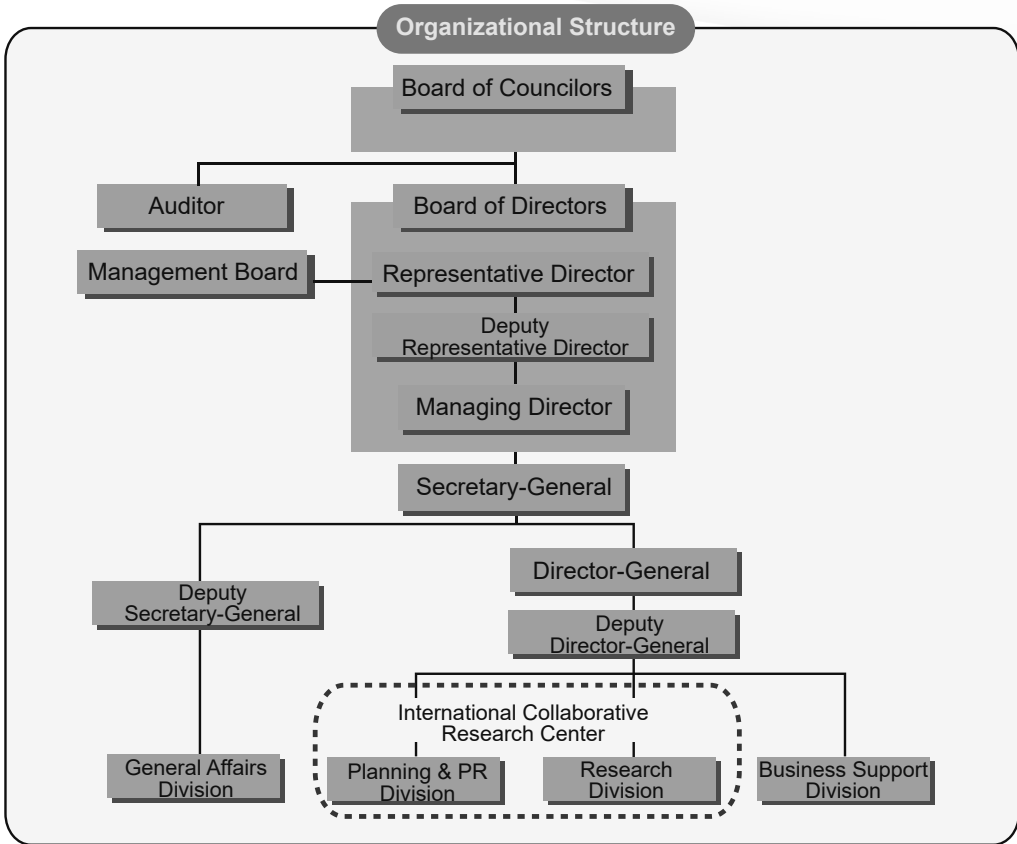 Organizational Structure
Board of Councilors
Auditor
Board of Directors
Management Board
Representative Director
Deputy
Representative Director
Managing Director
Secretary-General
Deputy
Secretary-General
Director-General
Deputy
Director-General
International Collaborative
Research Center
General Affairs
Division
Planning & PR
Division
Research
Division
Business Support
Division